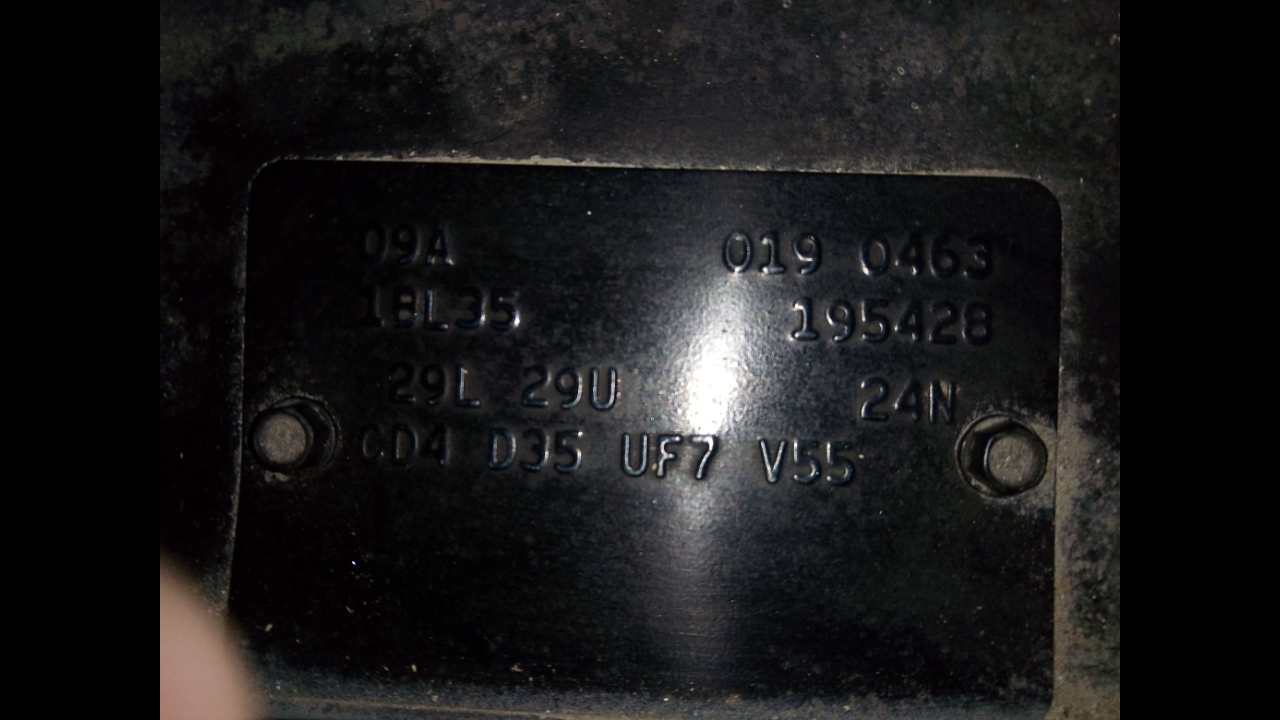 09A 019 0463
1BL35 195428
29L 29U 24N
CD4 D35 UF7 V55